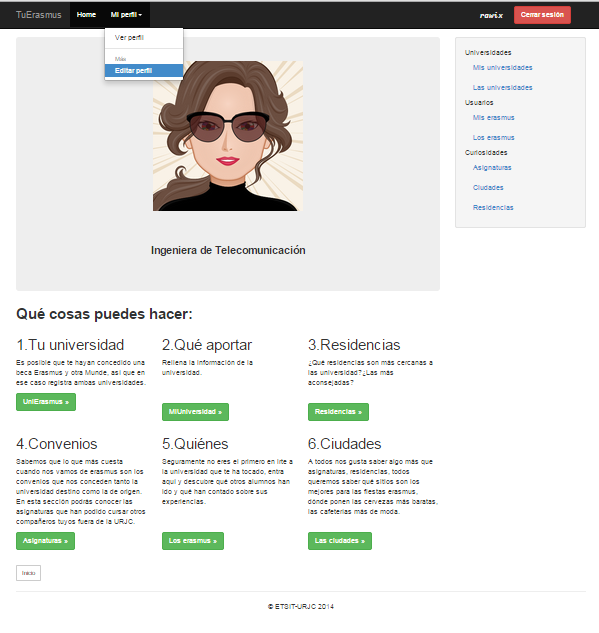 TuErasmus Home Mi perfil rawix Cerrar sesión
Ver perfil
Más
Editar perfil
Ingeniera de Telecomunicación
Universidades
Mis universidades
Las universidades
Usuarios
Mis erasmus
Los erasmus
Curiosidades
Asignaturas
Ciudades
Residencias
Qué cosas puedes hacer:
1.Tu universidad
Es posible que te hayan concedido una
beca Erasmus y otra Munde, así que en
ese caso registra ambas universidades.
UniErasmus »
2.Qué aportar
Rellena la información de la
universidad.
MiUniversidad »
3.Residencias
¿Qué residencias son más cercanas a
las universidad?¿Las más
aconsejadas?
Residencias »
4.Convenios
Sabemos que lo que más cuesta
cuando nos vamos de erasmus son los
convenios que nos conceden tanto la
universidad destino como la de origen.
En esta sección podrás conocer las
asignaturas que han podido cursar otros
compañeros tuyos fuera de la URJC.
Asignaturas »
5.Quiénes
Seguramente no eres el primero en irte a
la universidad que te ha tocado, entra
aquí y descubre qué otros alumnos han
ido y qué han contado sobre sus
experiencias.
Los erasmus »
6.Ciudades
A todos nos gusta saber algo más que
asignaturas, residencias, todos
queremos saber qué sitios son los
mejores para las fiestas erasmus,
dónde ponen las cervezas más baratas,
las cafeterías más de moda.
Las ciudades »
Inicio
© ETSIT-URJC 2014